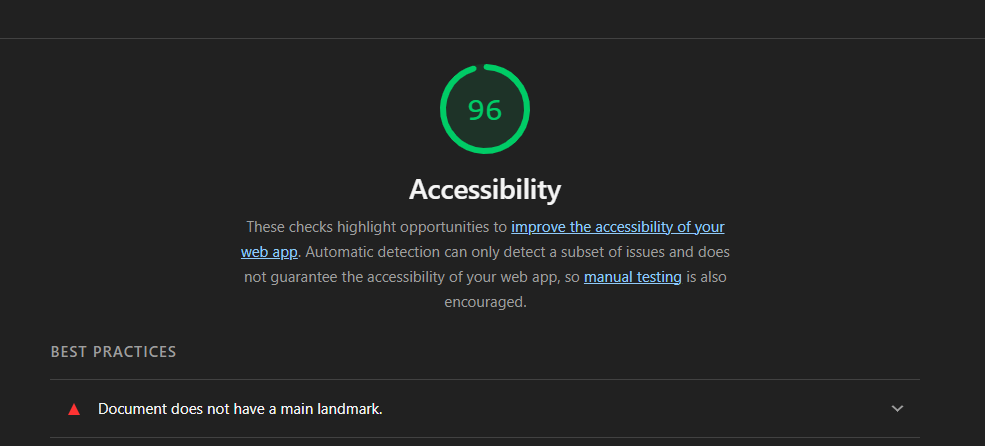 96
Accessibility
These checks highlight opportunities to improve the accessibility of your
web app. Automatic detection can only detect a subset of issues and does
not guarantee the accessibility of your web app, so manual testing is also
encouraged.
BEST PRACTICES
Document does not have a main landmark.